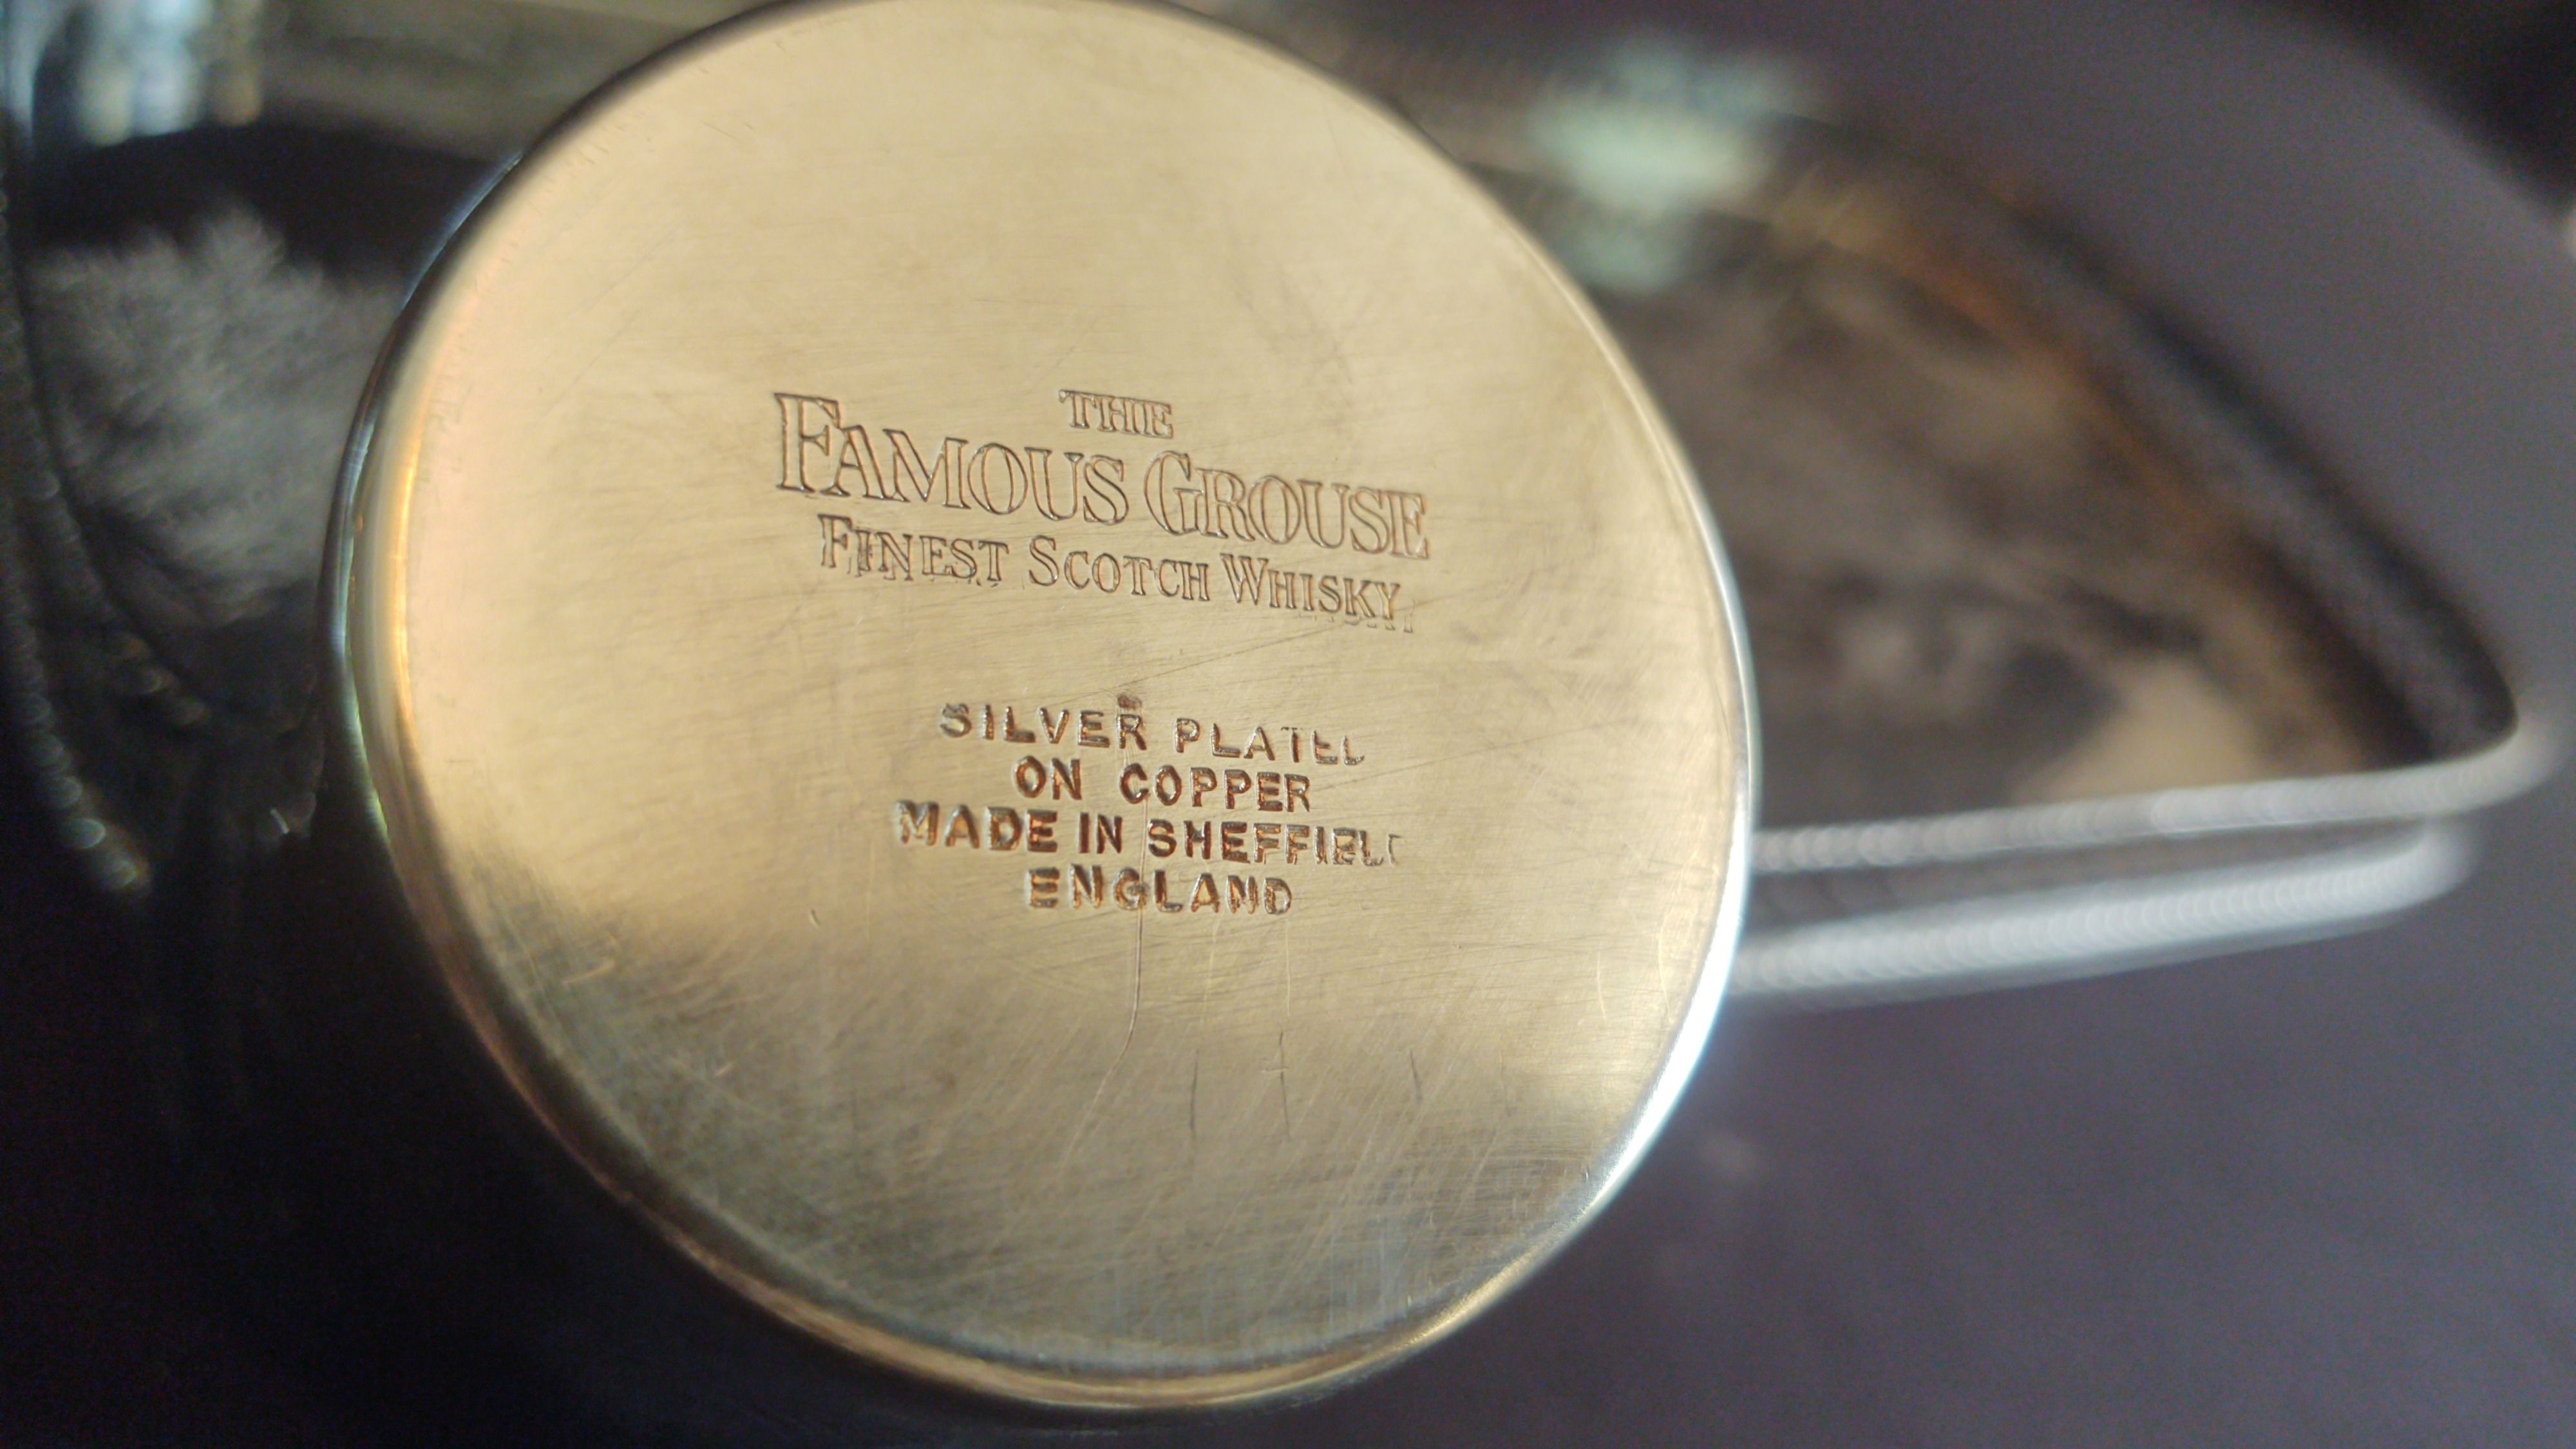 THE
FAMOUS GROUSE
FINEST SCOTCH WHISKY
SILVER PLATED
ON COPPER
MADE IN SHEFFIELD
ENGLAND